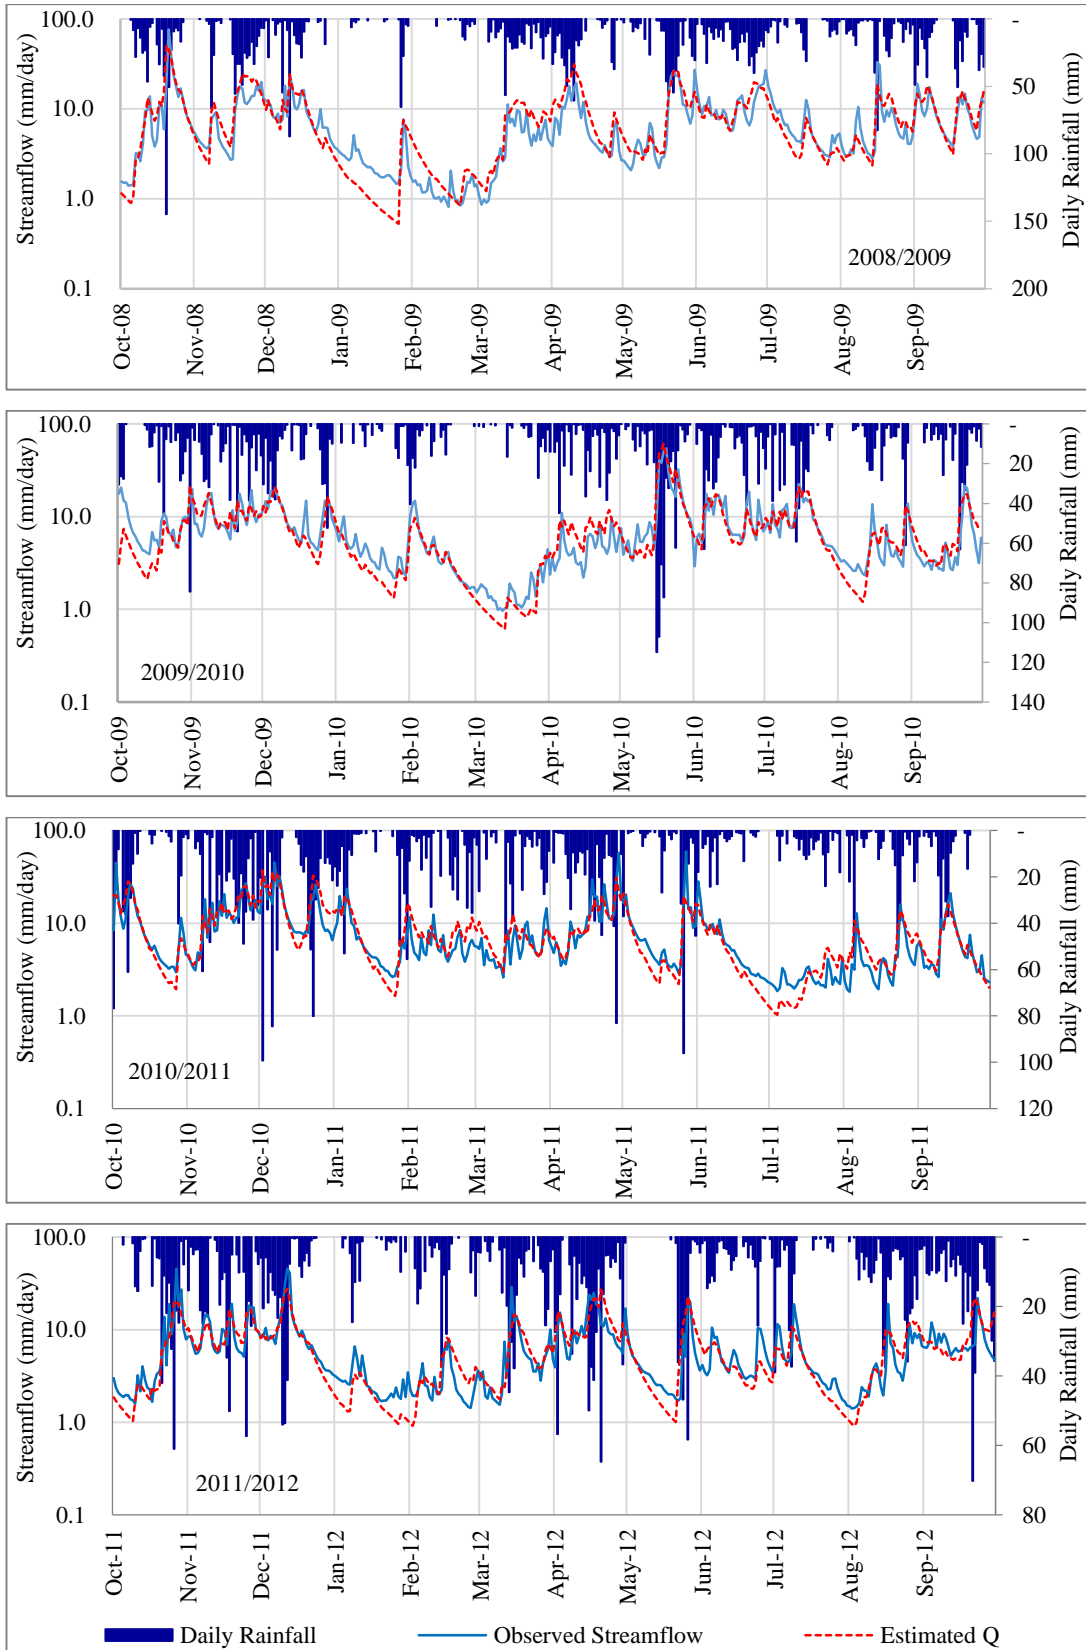 100.0
10.0
1.0
0.1
Streamflow (mm/day)
-
50
100
150
200
Daily Rainfall (mm)
2008/2009
Oct-08
Nov-08
Dec-08
Jan-09
Feb-09
Mar-09
Apr-09
May-09
Jun-09
Jul-09
Aug-09
Sep-09
100.0
10.0
1.0
0.1
Streamflow (mm/day)
-
20
40
60
80
100
120
140
Daily Rainfall (mm)
2009/2010
Oct-09
Nov-09
Dec-09
Jan-10
Feb-10
Mar-10
Apr-10
May-10
Jun-10
Jul-10
Aug-10
Sep-10
100.0
10.0
1.0
0.1
Streamflow (mm/day)
-
20
40
60
80
100
120
Daily Rainfall (mm)
2010/2011
Oct-10
Nov-10
Dec-10
Jan-11
Feb-11
Mar-11
Apr-11
May-11
Jun-11
Jul-11
Aug-11
Sep-11
100.0
10.0
1.0
0.1
Streamflow (mm/day)
-
20
40
60
80
Daily Rainfall (mm)
2011/2012
Oct-11
Nov-11
Dec-11
Jan-12
Feb-12
Mar-12
Apr-12
May-12
Jun-12
Jul-12
Aug-12
Sep-12
Daily Rainfall
Observed Streamflow
Estimated Q